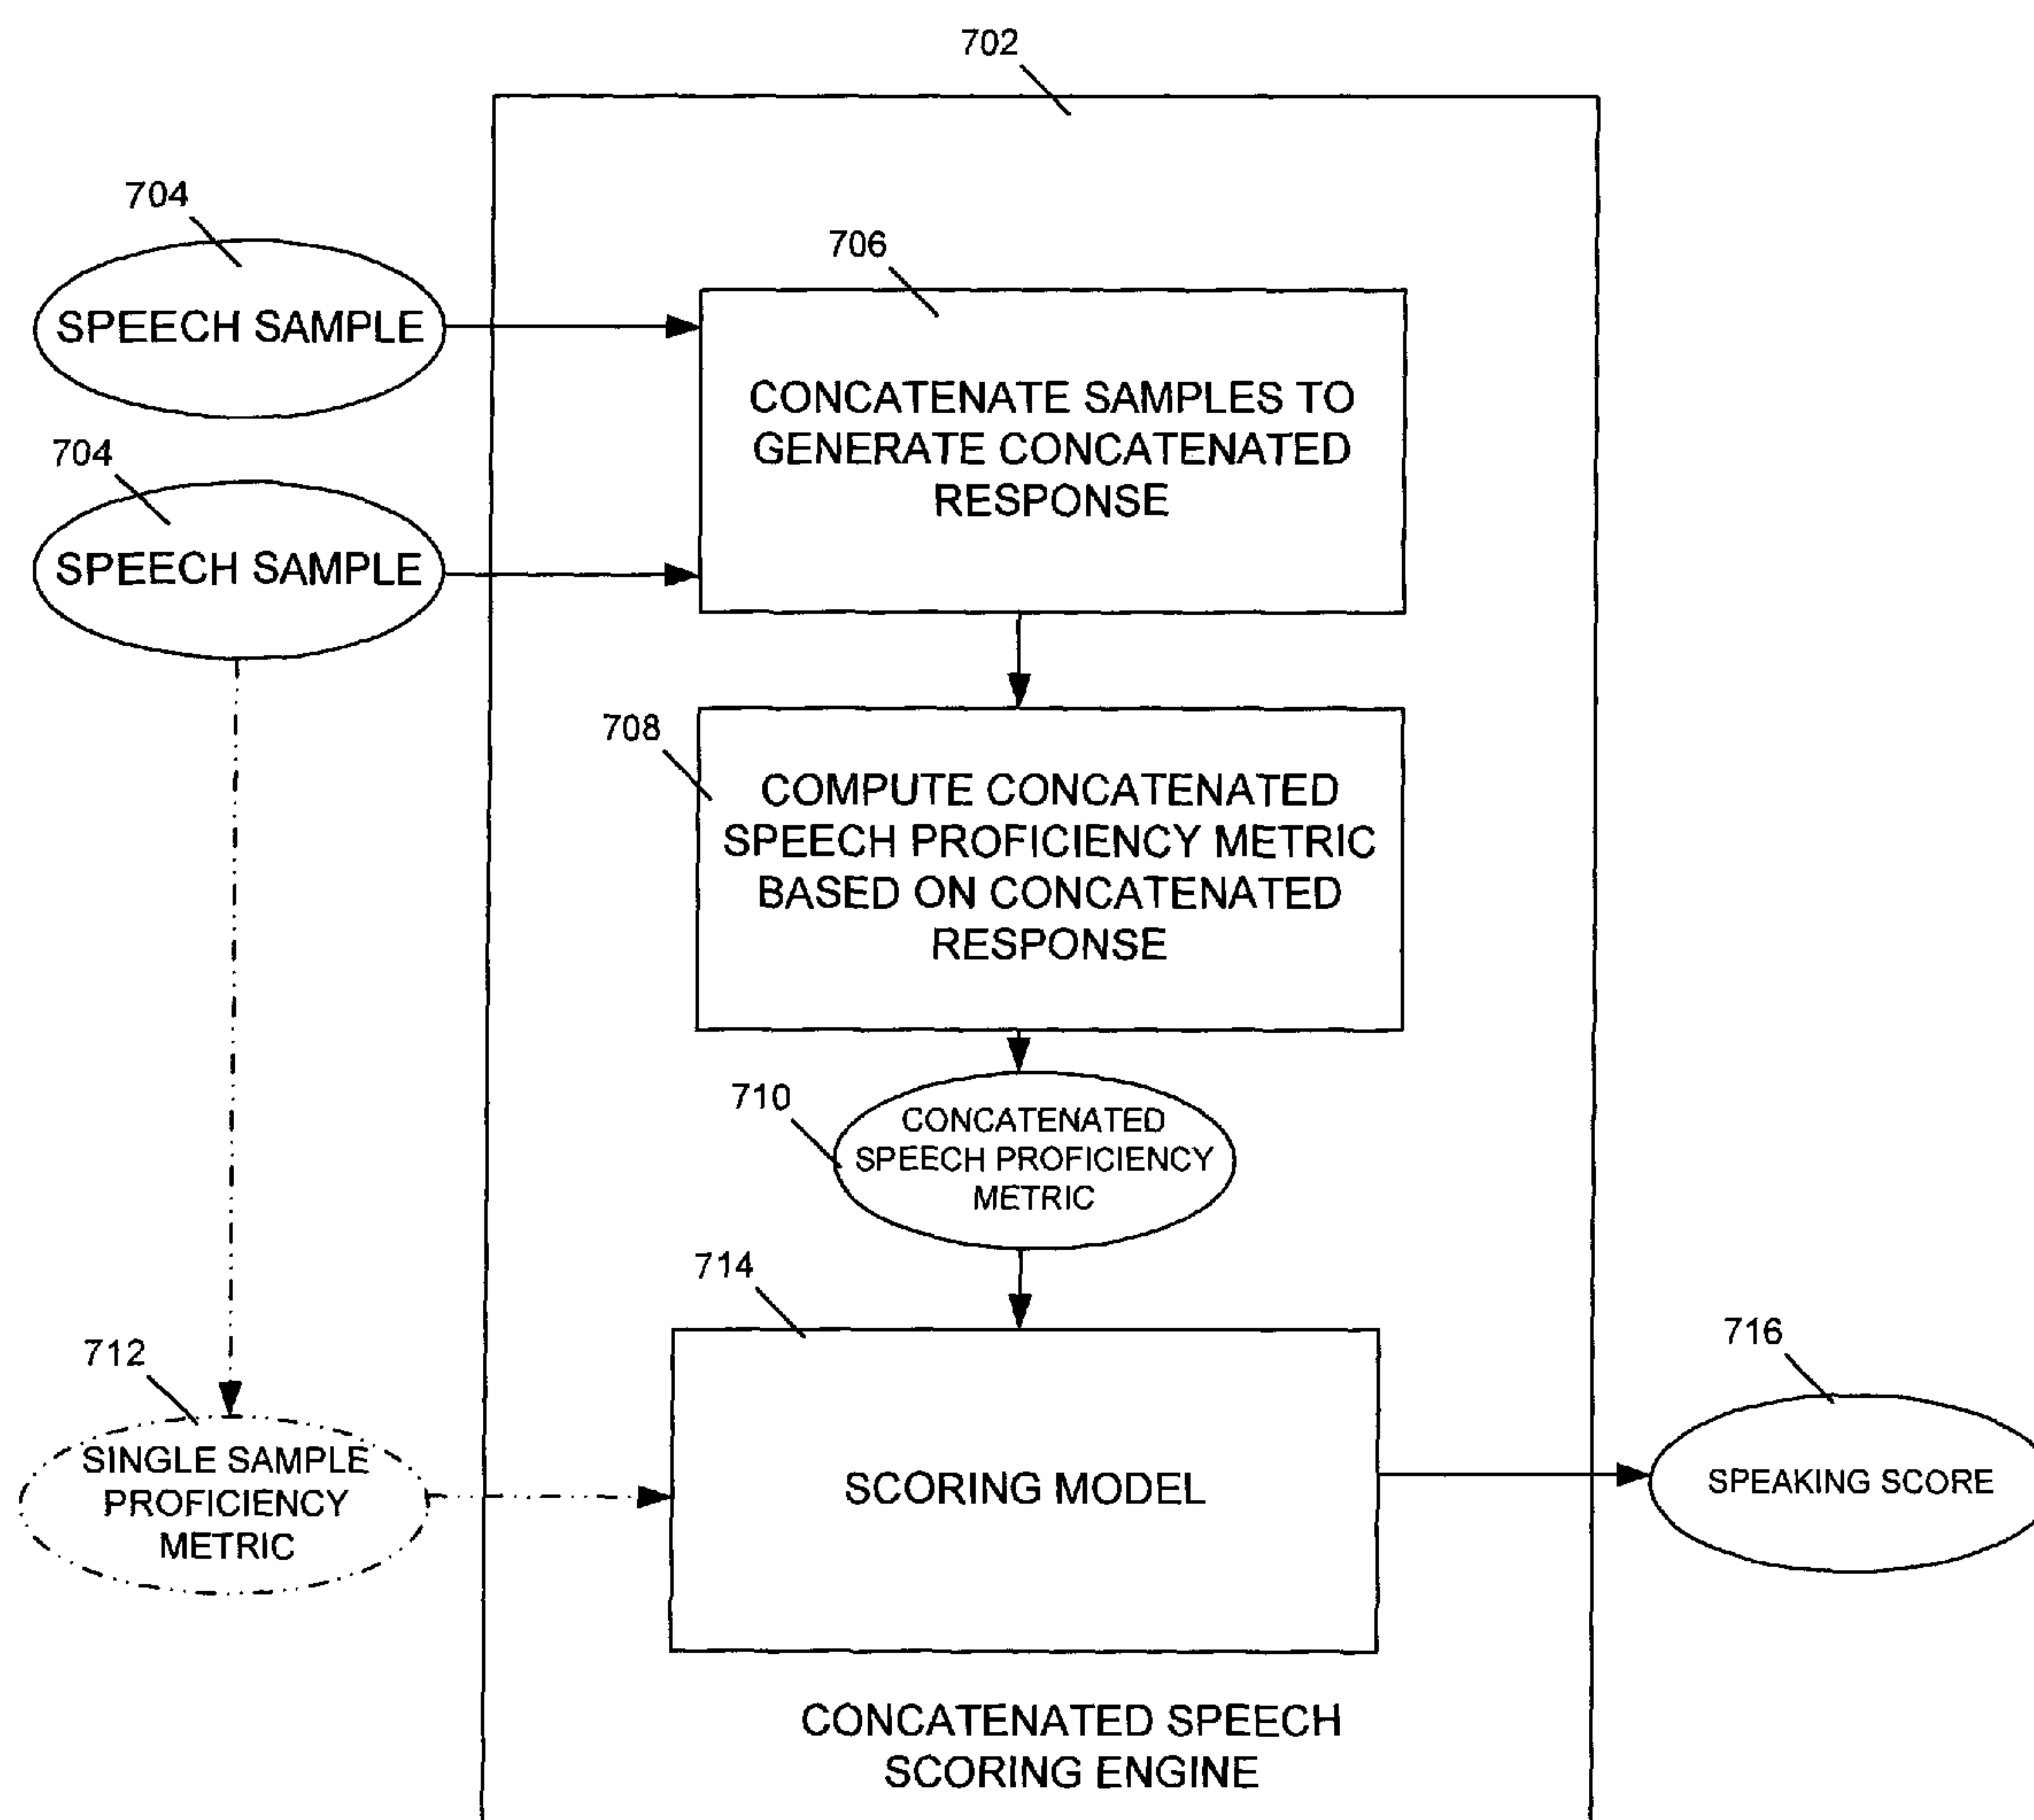 702
704
SPEECH SAMPLE
706
CONCATENATE SAMPLES TO
GENERATE CONCATENATED
RESPONSE
704
SPEECH SAMPLE
708
COMPUTE CONCATENATED
SPEECH PROFICIENCY METRIC
BASED ON CONCATENATED
RESPONSE
710
CONCATENATED
SPEECH PROFICIENCY
METRIC
714
SCORING MODEL
712
SINGLE SAMPLE
PROFICIENCY
METRIC
716
SPEAKING SCORE
CONCATENATED SPEECH
SCORING ENGINE